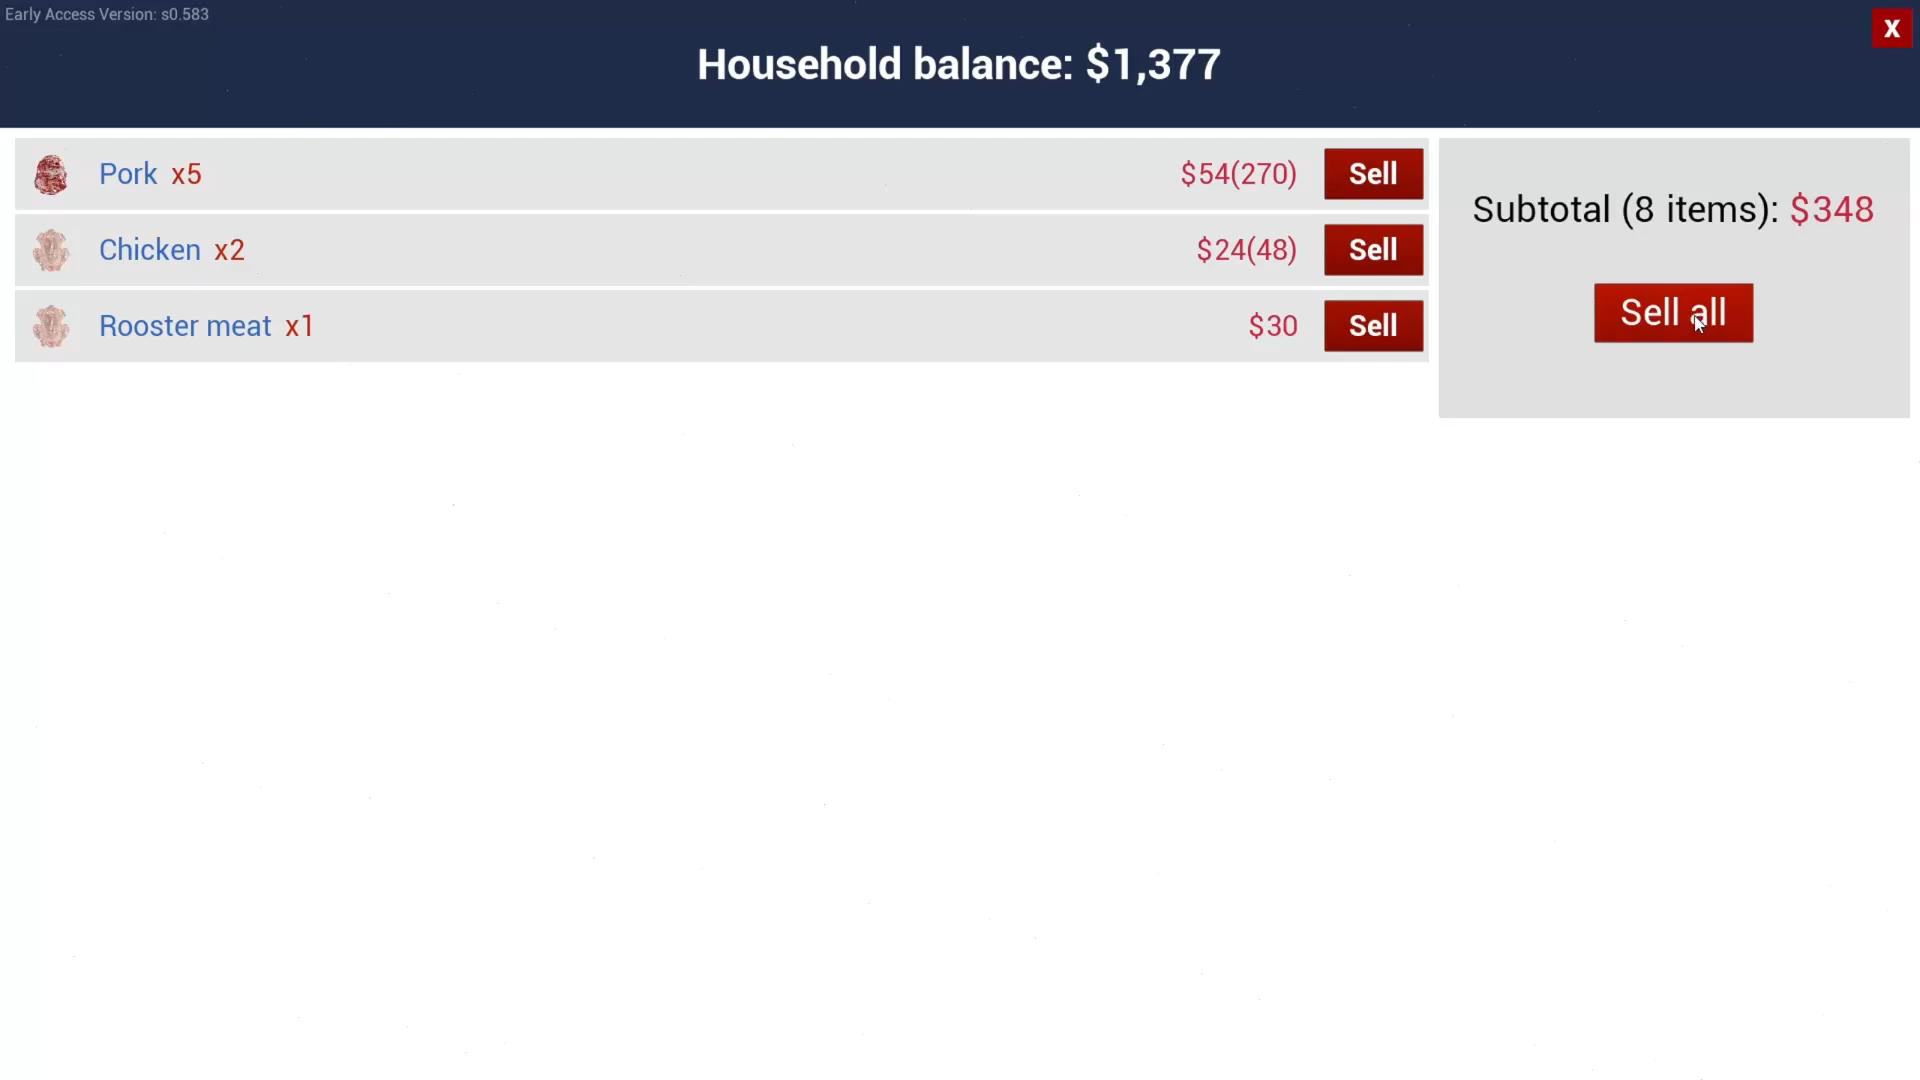 Early Access Version: s0.583
X
Household balance: $1,377
Pork x5 $54(270) Sell
Chicken x2 $24(48) Sell
Rooster meat x1 $30 Sell
Subtotal (8 items): $348
Sell all